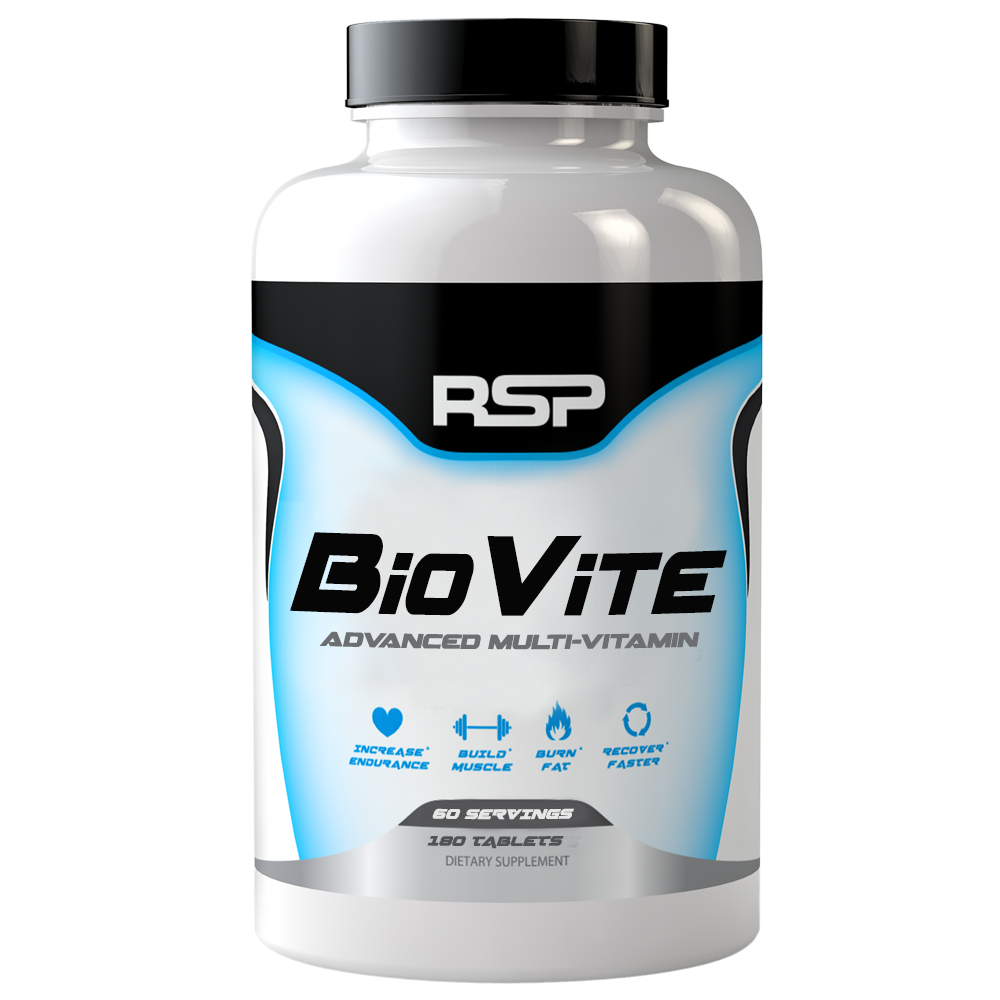 RSP
BioViTE
ADVANCED MULTI-VITAMIN
INCREASE*
ENDURANCE
BUILD*
MUSCLE
BURN*
FAT
RECOVER*
FASTER
60 SERVINGS
180 TABLETS
DIETARY SUPPLEMENT